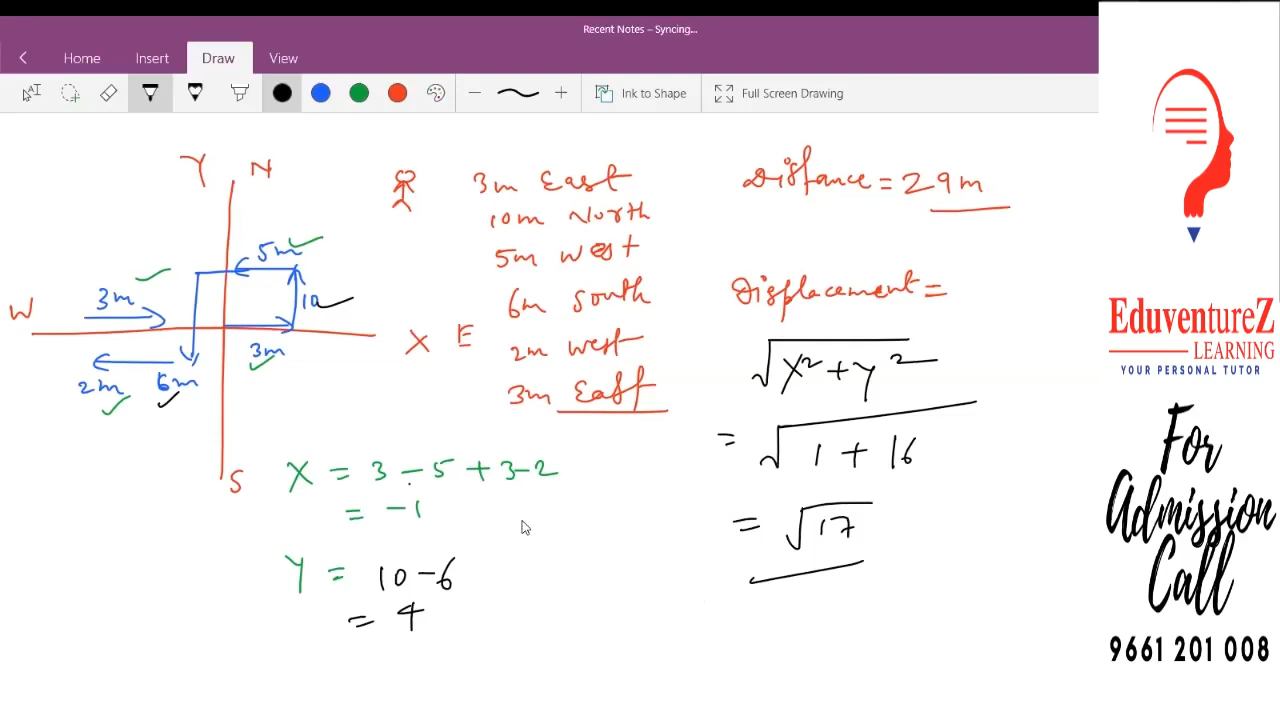 Recent Notes – Syncing...
Home Insert Draw View
Ink to Shape Full Screen Drawing
Y N
W
X E
S
5m
3m
10
3m
2m 6m
3m East
10m North
5m west
6m South
2m west
3m East
X = 3 - 5 + 3 - 2
= -1
Y = 10 - 6
= 4
Distance = 29m
Displacement =
√x² + y²
= √1 + 16
= √17
EduventureZ
LEARNING
YOUR PERSONAL TUTOR
For
Admission
Call
9661 201 008